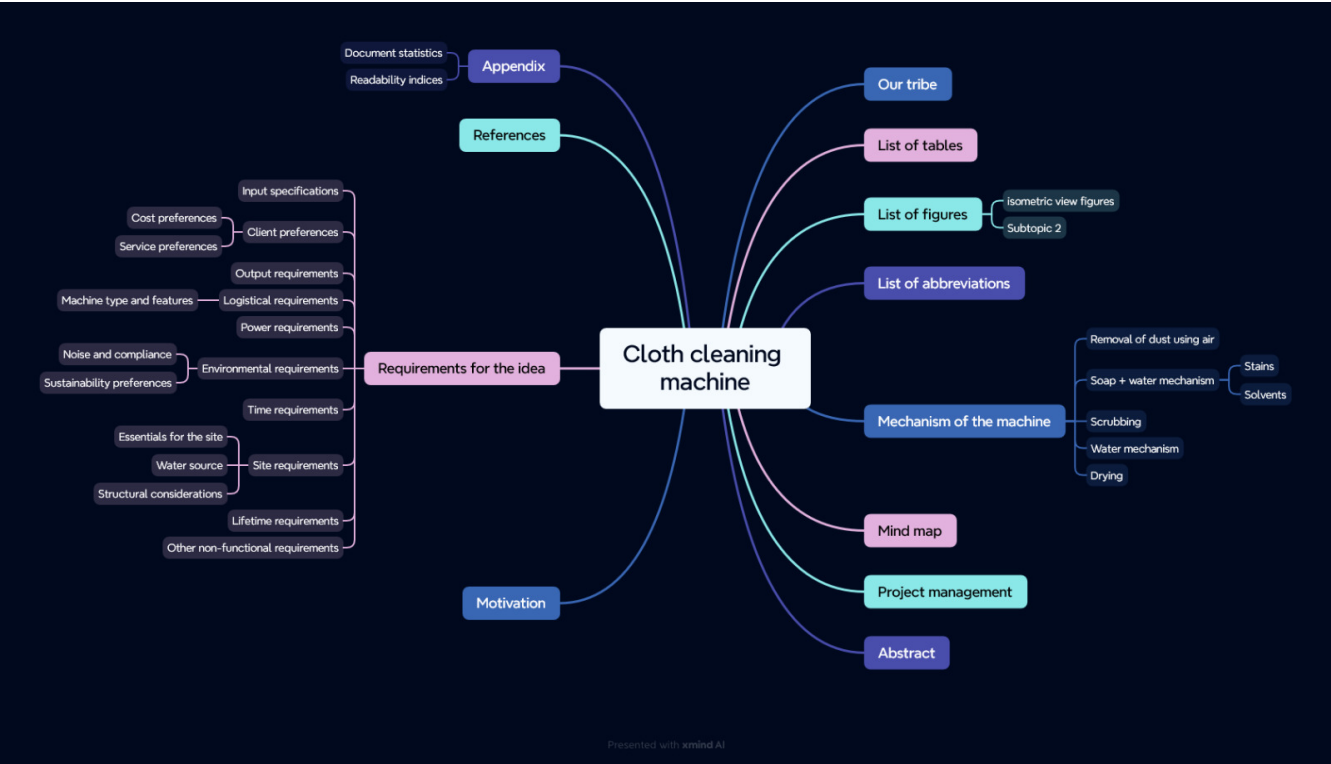 Cloth cleaning
machine
Our tribe
List of tables
List of figures
isometric view figures
Subtopic 2
List of abbreviations
Mechanism of the machine
Removal of dust using air
Soap + water mechanism
Stains
Solvents
Scrubbing
Water mechanism
Drying
Mind map
Project management
Abstract
Motivation
Requirements for the idea
Input specifications
Client preferences
Cost preferences
Service preferences
Output requirements
Logistical requirements
Machine type and features
Power requirements
Environmental requirements
Noise and compliance
Sustainability preferences
Time requirements
Site requirements
Essentials for the site
Water source
Structural considerations
Lifetime requirements
Other non-functional requirements
References
Appendix
Document statistics
Readability indices
Presented with xmind AI